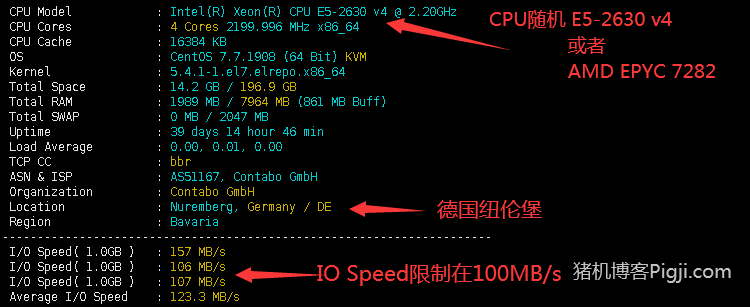 CPU Model : Intel(R) Xeon(R) CPU E5-2630 v4 @ 2.20GHz
CPU Cores : 4 Cores 2199.996 MHz x86_64
CPU Cache : 16384 KB
OS : CentOS 7.7.1908 (64 Bit) KVM
Kernel : 5.4.1-1.el7.elrepo.x86_64
Total Space : 14.2 GB / 196.9 GB
Total RAM : 1989 MB / 7964 MB (861 MB Buff)
Total SWAP : 0 MB / 2047 MB
Uptime : 39 days 14 hour 46 min
Load Average : 0.00, 0.01, 0.00
TCP CC : bbr
ASN & ISP : AS51167, Contabo GmbH
Organization : Contabo GmbH
Location : Nuremberg, Germany / DE
Region : Bavaria
----------------------------------------------------------------------
I/O Speed( 1.0GB ) : 157 MB/s
I/O Speed( 1.0GB ) : 106 MB/s
I/O Speed( 1.0GB ) : 107 MB/s
Average I/O Speed : 123.3 MB/s
CPU随机 E5-2630 v4
或者
AMD EPYC 7282
德国纽伦堡
IO Speed限制在100MB/s
猪机博客Pigji.com